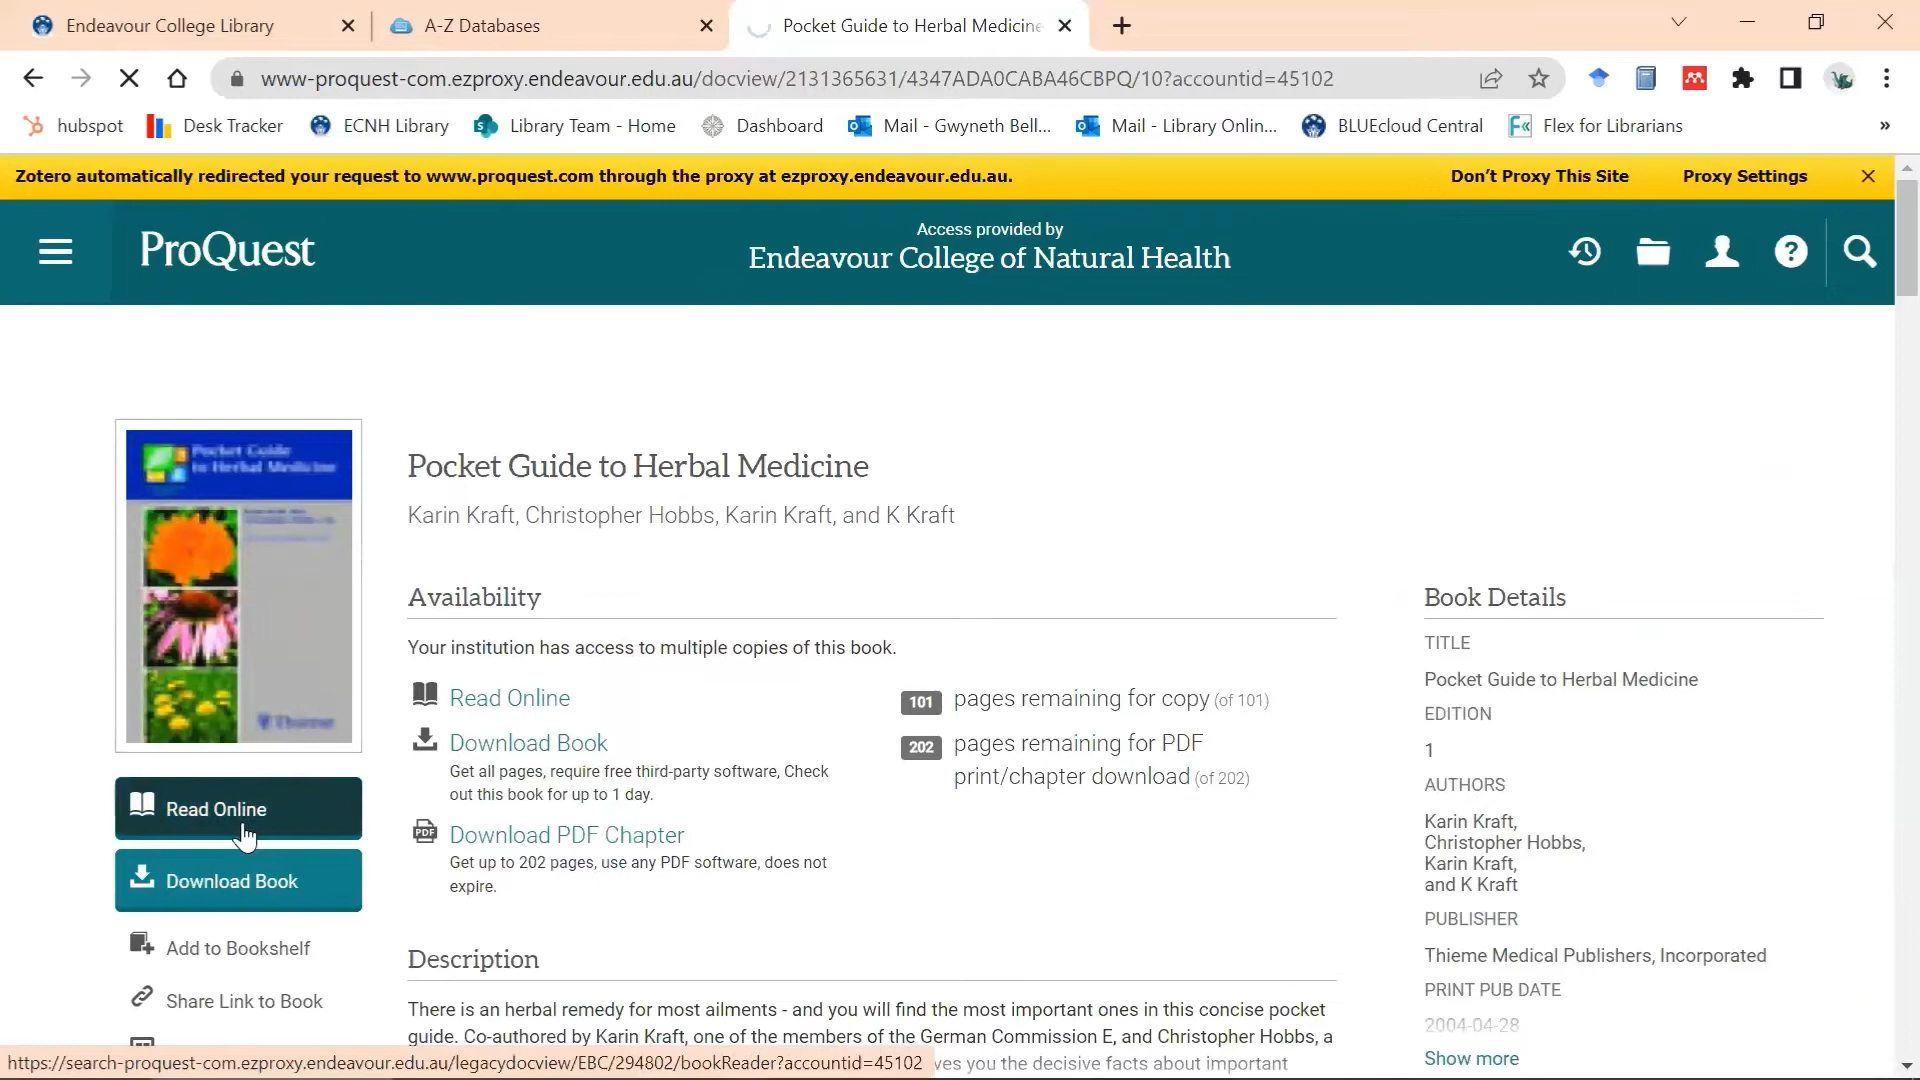 Endeavour College Library
A-Z Databases
Pocket Guide to Herbal Medicine
www-proquest-com.ezproxy.endeavour.edu.au/docview/2131365631/4347ADA0CABA46CBPQ/10?accountid=45102
hubspot
Desk Tracker
ECNH Library
Library Team - Home
Dashboard
Mail - Gwyneth Bell...
Mail - Library Onlin...
BLUEcloud Central
Flex for Librarians
»
Zotero automatically redirected your request to www.proquest.com through the proxy at ezproxy.endeavour.edu.au.
Don't Proxy This Site
Proxy Settings
ProQuest
Access provided by
Endeavour College of Natural Health
Pocket Guide
to Herbal Medicine
Thieme
Read Online
Download Book
Add to Bookshelf
Share Link to Book
Pocket Guide to Herbal Medicine
Karin Kraft, Christopher Hobbs, Karin Kraft, and K Kraft
Availability
Your institution has access to multiple copies of this book.
Read Online
Download Book
Get all pages, require free third-party software, Check
out this book for up to 1 day.
PDF
Download PDF Chapter
Get up to 202 pages, use any PDF software, does not
expire.
101 pages remaining for copy (of 101)
202 pages remaining for PDF
print/chapter download (of 202)
Description
There is an herbal remedy for most ailments - and you will find the most important ones in this concise pocket
guide. Co-authored by Karin Kraft, one of the members of the German Commission E, and Christopher Hobbs, a
ves you the decisive facts about important
Book Details
TITLE
Pocket Guide to Herbal Medicine
EDITION
1
AUTHORS
Karin Kraft,
Christopher Hobbs,
Karin Kraft,
and K Kraft
PUBLISHER
Thieme Medical Publishers, Incorporated
PRINT PUB DATE
2004-04-28
Show more
https://search-proquest-com.ezproxy.endeavour.edu.au/legacydocview/EBC/294802/bookReader?accountid=45102